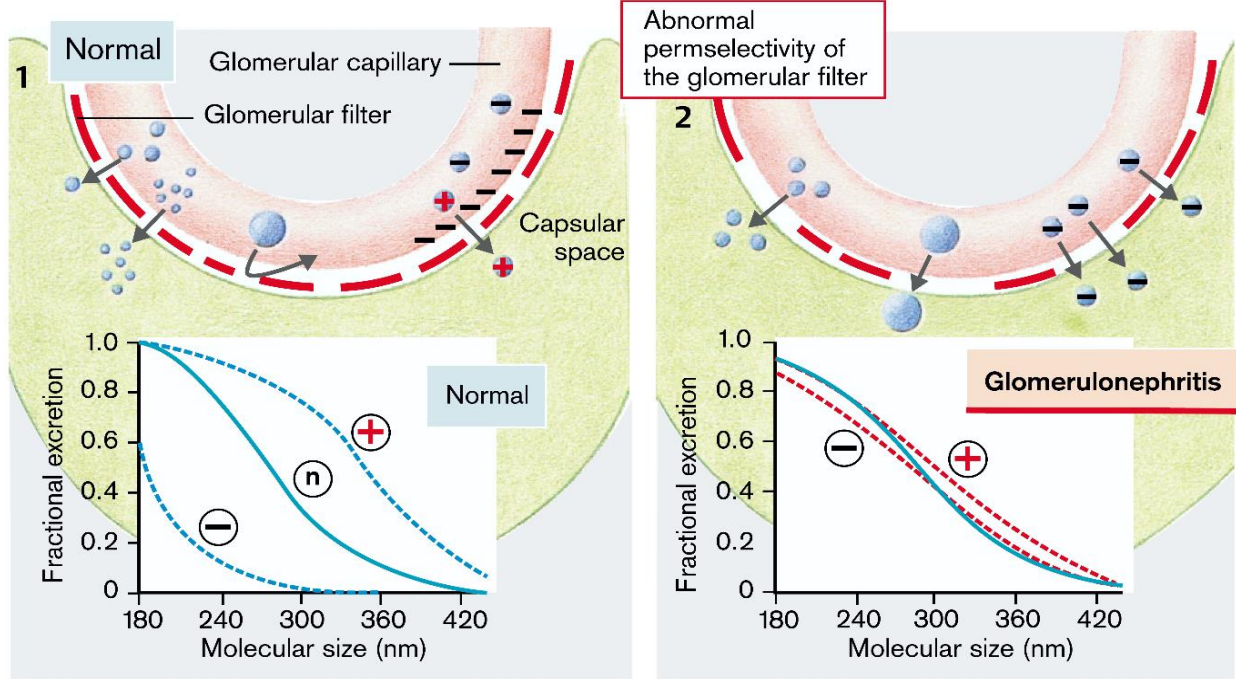 1
Normal
Glomerular capillary
Glomerular filter
− − +
+
Capsular
space
1.0
0.8
0.6
0.4
0.2
0
Fractional excretion
180 240 300 360 420
Molecular size (nm)
Normal
+
n
−
Abnormal
permselectivity of
the glomerular filter
2
− − − − − −
1.0
0.8
0.6
0.4
0.2
0
Fractional excretion
180 240 300 360 420
Molecular size (nm)
Glomerulonephritis
−
+